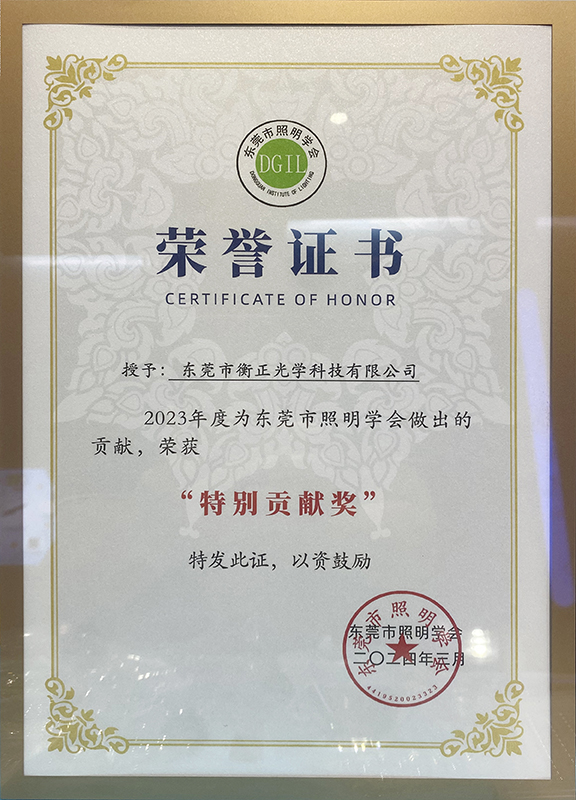 东莞市照明学会
DGIL
DONGGUAN INSTITUTE OF LIGHTING
荣誉证书
CERTIFICATE OF HONOR
授予：东莞市衡正光学科技有限公司
2023年度为东莞市照明学会做出的
贡献，荣获
“特别贡献奖”
特发此证，以资鼓励
东莞市照明学会
二〇二四年三月
东莞市照明学会
4419520023323